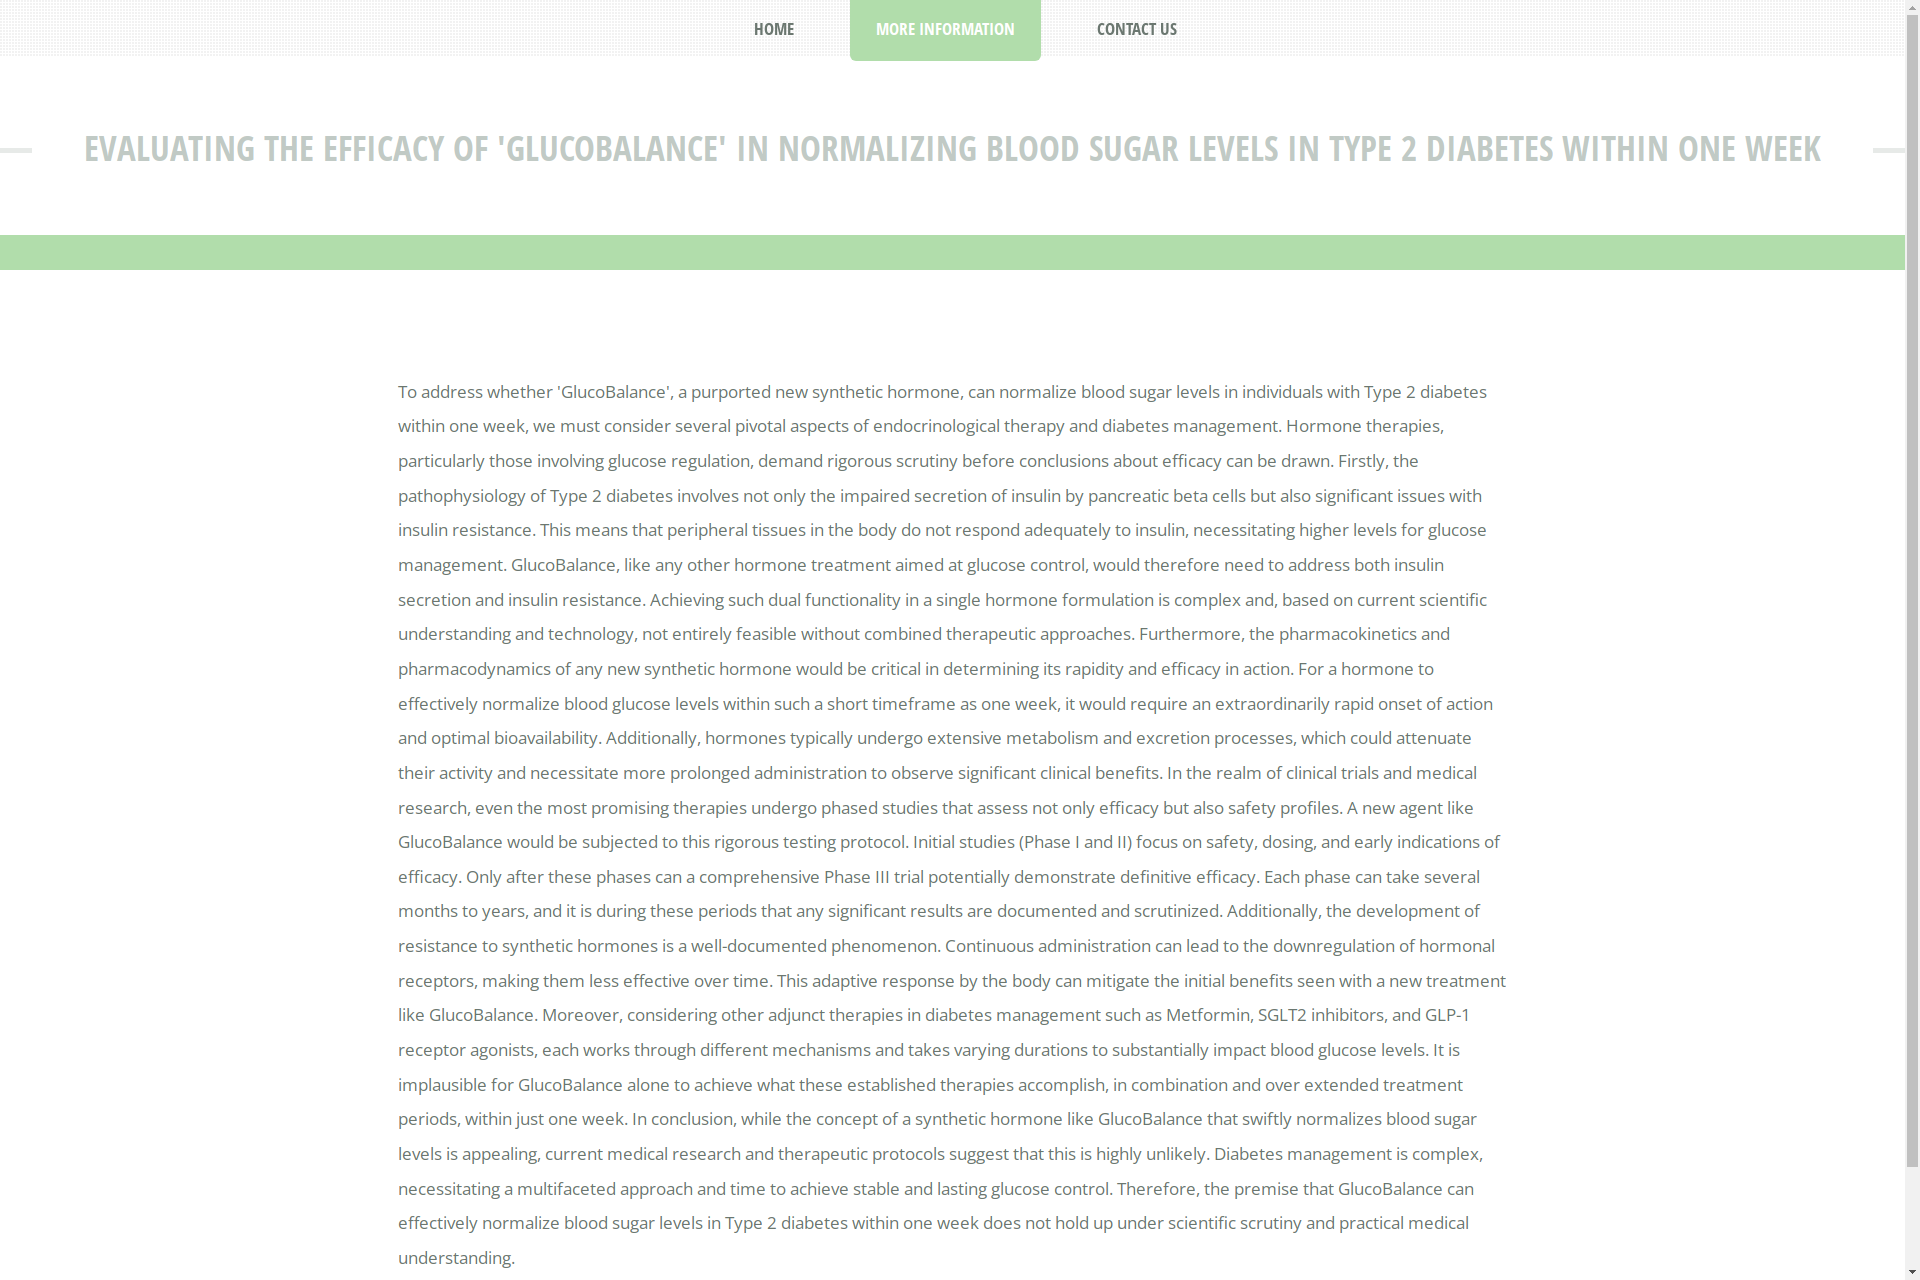 HOME
MORE INFORMATION
CONTACT US
EVALUATING THE EFFICACY OF 'GLUCOBALANCE' IN NORMALIZING BLOOD SUGAR LEVELS IN TYPE 2 DIABETES WITHIN ONE WEEK
To address whether 'GlucoBalance', a purported new synthetic hormone, can normalize blood sugar levels in individuals with Type 2 diabetes
within one week, we must consider several pivotal aspects of endocrinological therapy and diabetes management. Hormone therapies,
particularly those involving glucose regulation, demand rigorous scrutiny before conclusions about efficacy can be drawn. Firstly, the
pathophysiology of Type 2 diabetes involves not only the impaired secretion of insulin by pancreatic beta cells but also significant issues with
insulin resistance. This means that peripheral tissues in the body do not respond adequately to insulin, necessitating higher levels for glucose
management. GlucoBalance, like any other hormone treatment aimed at glucose control, would therefore need to address both insulin
secretion and insulin resistance. Achieving such dual functionality in a single hormone formulation is complex and, based on current scientific
understanding and technology, not entirely feasible without combined therapeutic approaches. Furthermore, the pharmacokinetics and
pharmacodynamics of any new synthetic hormone would be critical in determining its rapidity and efficacy in action. For a hormone to
effectively normalize blood glucose levels within such a short timeframe as one week, it would require an extraordinarily rapid onset of action
and optimal bioavailability. Additionally, hormones typically undergo extensive metabolism and excretion processes, which could attenuate
their activity and necessitate more prolonged administration to observe significant clinical benefits. In the realm of clinical trials and medical
research, even the most promising therapies undergo phased studies that assess not only efficacy but also safety profiles. A new agent like
GlucoBalance would be subjected to this rigorous testing protocol. Initial studies (Phase I and II) focus on safety, dosing, and early indications of
efficacy. Only after these phases can a comprehensive Phase III trial potentially demonstrate definitive efficacy. Each phase can take several
months to years, and it is during these periods that any significant results are documented and scrutinized. Additionally, the development of
resistance to synthetic hormones is a well-documented phenomenon. Continuous administration can lead to the downregulation of hormonal
receptors, making them less effective over time. This adaptive response by the body can mitigate the initial benefits seen with a new treatment
like GlucoBalance. Moreover, considering other adjunct therapies in diabetes management such as Metformin, SGLT2 inhibitors, and GLP-1
receptor agonists, each works through different mechanisms and takes varying durations to substantially impact blood glucose levels. It is
implausible for GlucoBalance alone to achieve what these established therapies accomplish, in combination and over extended treatment
periods, within just one week. In conclusion, while the concept of a synthetic hormone like GlucoBalance that swiftly normalizes blood sugar
levels is appealing, current medical research and therapeutic protocols suggest that this is highly unlikely. Diabetes management is complex,
necessitating a multifaceted approach and time to achieve stable and lasting glucose control. Therefore, the premise that GlucoBalance can
effectively normalize blood sugar levels in Type 2 diabetes within one week does not hold up under scientific scrutiny and practical medical
understanding.